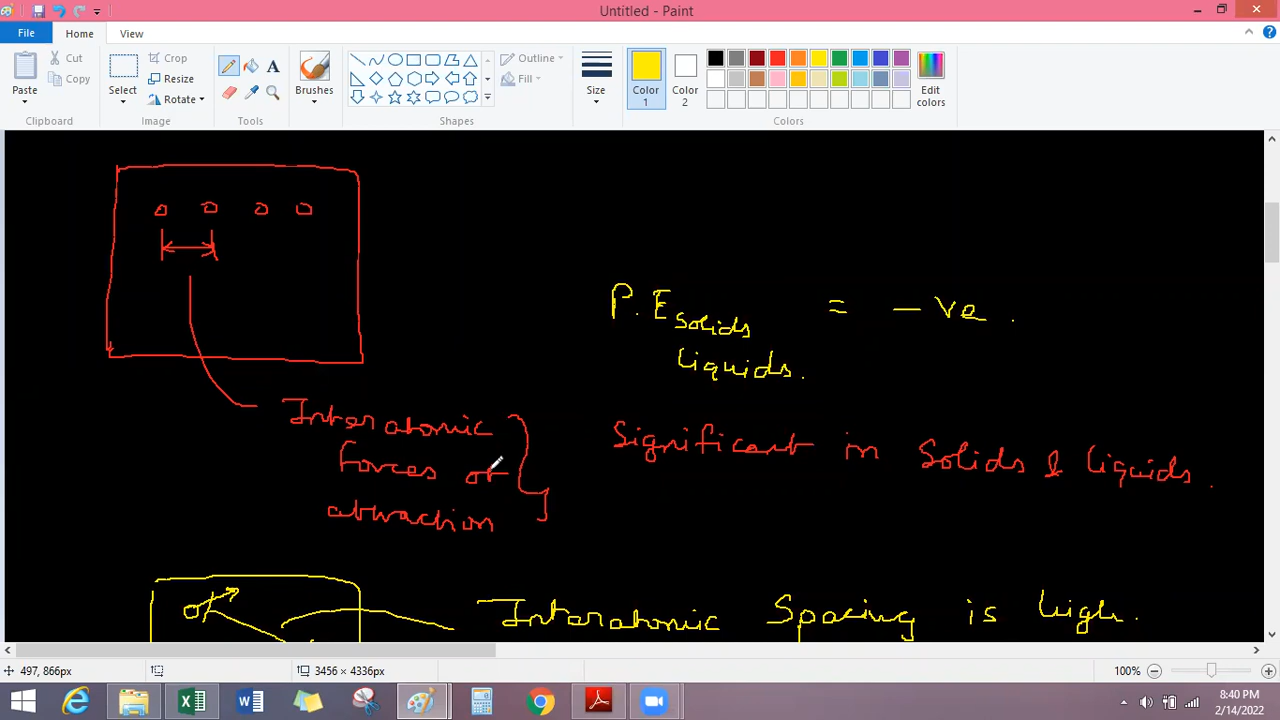 Untitled - Paint
File Home View
Paste
Cut
Copy
Clipboard
Select
Crop
Resize
Rotate
Image
Tools
Brushes
Shapes
Outline
Fill
Size
Color 1
Color 2
Edit colors
Colors
P.E solids = -ve.
liquids.
Interatomic
forces of
attraction
Significant in Solids & liquids.
Interatomic Spacing is high.
497, 866px
3456 × 4336px
100%
8:40 PM
2/14/2022